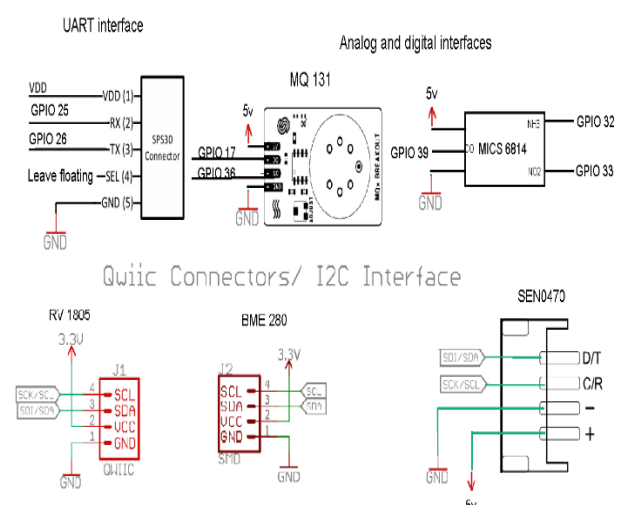 UART interface
Analog and digital interfaces
VDD
VDD (1)
GPIO 25
RX (2)
GPIO 26
TX (3)
Leave floating
SEL (4)
GND (5)
GND
SPS30
Connector
MQ 131
5v
GPIO 17
GPIO 36
GND
ADJUST
MQx BREAKOUT
5v
GPIO 39
GND
MICS 6814
NH3
NO2
GPIO 32
GPIO 33
Qwiic Connectors/ I2C Interface
RV 1805
3.3V
J1
SCK/SCL
4
SCL
SDI/SDA
3
SDA
2
VCC
1
GND
GND
QWIIC
BME 280
3.3V
J2
SCL
4
SCL
SDA
3
SDA
VCC
2
GND
1
SMD
GND
SEN0470
SDI/SDA
D/T
SCK/SCL
C/R
-
+
GND